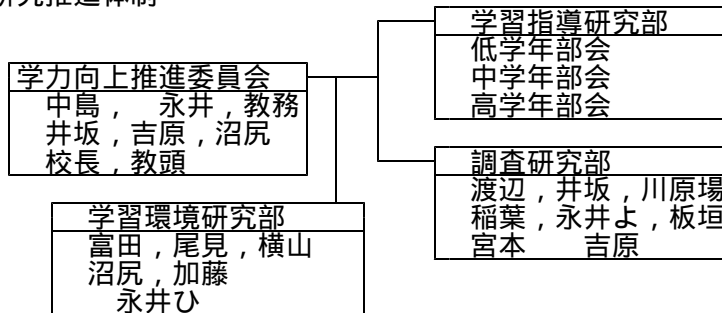 研究推進体制
学力向上推進委員会
中島， 永井，教務
井坂，吉原，沼尻
校長，教頭
学習指導研究部
低学年部会
中学年部会
高学年部会
調査研究部
渡辺，井坂，川原場
稲葉，永井よ，板垣
宮本 吉原
学習環境研究部
富田，尾見，横山
沼尻，加藤
永井ひ